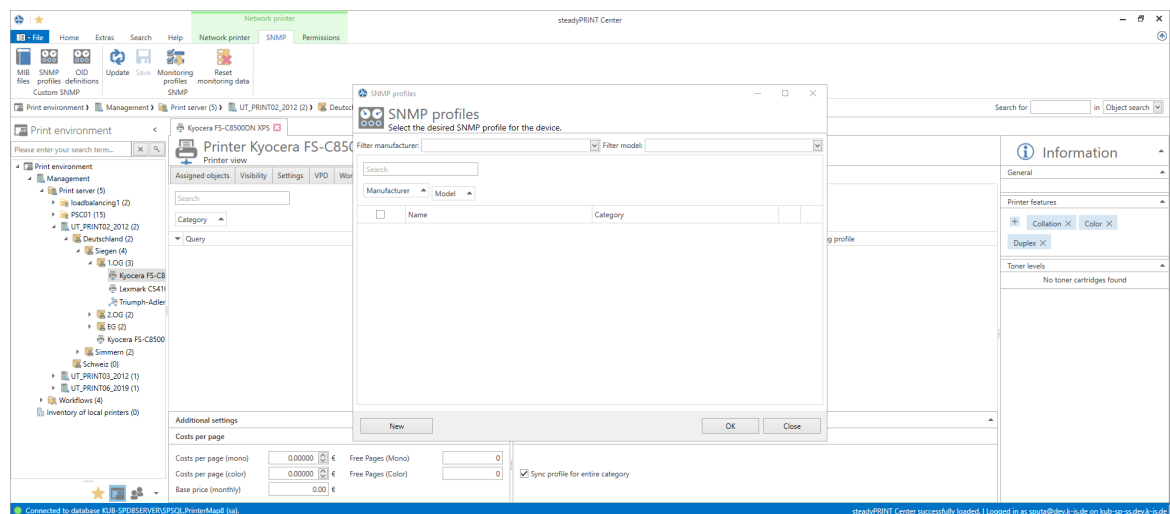 Network printer
steadyPRINT Center
File Home Extras Search Help Network printer SNMP Permissions
MIB files
SNMP profiles
OID definitions
Update
Save
Monitoring profiles
Reset monitoring data
Custom SNMP
SNMP
Print environment Management Print server (5) UT_PRINT02_2012 (2) Deutsch
Search for in Object search
Print environment
Please enter your search term...
Print environment
Management
Print server (5)
loadbalancing1 (2)
PSC01 (15)
UT_PRINT02_2012 (2)
Deutschland (2)
Siegen (4)
1.OG (3)
Kyocera FS-C8
Lexmark CS41
Triumph-Adler
2.OG (2)
EG (2)
Kyocera FS-C8500
Simmern (2)
Schweiz (0)
UT_PRINT03_2012 (1)
UT_PRINT06_2019 (1)
Workflows (4)
Inventory of local printers (0)
Kyocera FS-C8500DN XPS
Printer Kyocera FS-C850
Printer view
Assigned objects Visibility Settings VPD Wor
Search
Category
Query
g profile
SNMP profiles
SNMP profiles
Select the desired SNMP profile for the device.
Filter manufacturer:
Filter model:
Search
Manufacturer Model
Name Category
New OK Close
Additional settings
Costs per page
Costs per page (mono) 0.00000 € Free Pages (Mono) 0
Costs per page (color) 0.00000 € Free Pages (Color) 0
Base price (monthly) 0.00 €
Sync profile for entire category
Information
General
Printer features
Collation Color
Duplex
Toner levels
No toner cartridges found
Connected to database KUB-SPDBSERVER\SPSQL.PrinterMap8 (sa).
steadyPRINT Center successfully loaded. | Logged in as sputa@dev.k-is.de on kub-sp-ss.dev.k-is.de